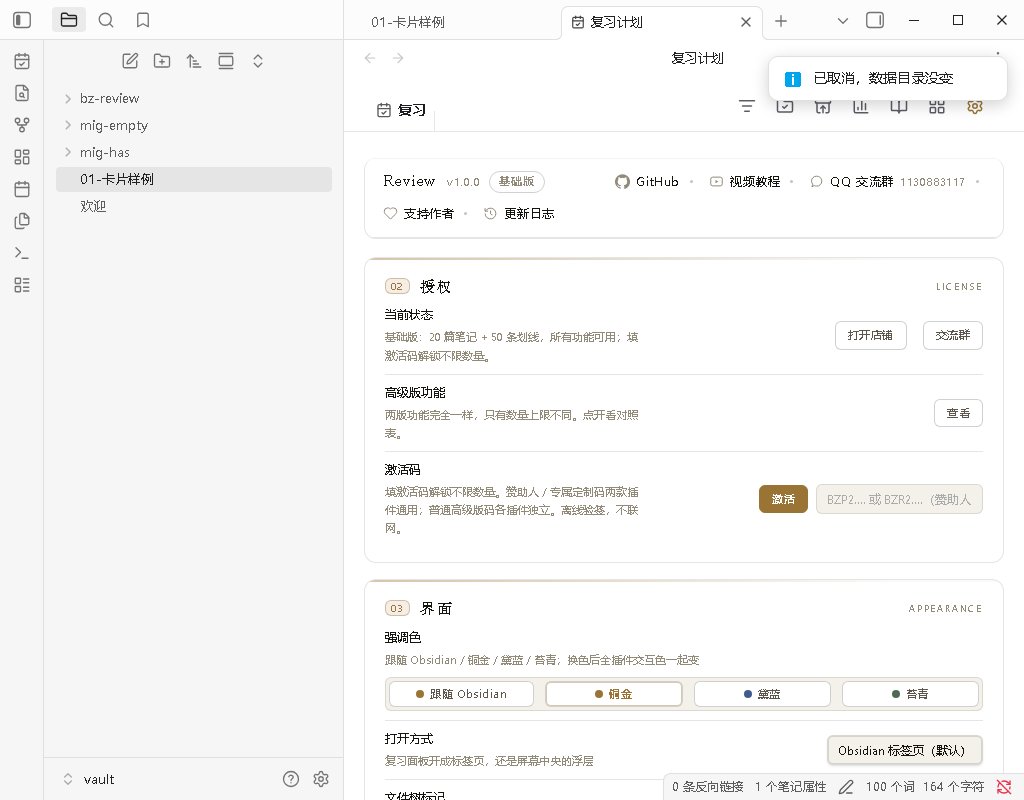 01-卡片样例
复习计划
复习计划
已取消，数据目录没变
bz-review
mig-empty
mig-has
01-卡片样例
欢迎
复习
Review v1.0.0 基础版 GitHub • 视频教程 • QQ 交流群 1130883117 •
支持作者 • 更新日志
02 授权 LICENSE
当前状态
基础版：20 篇笔记 + 50 条划线，所有功能可用；填
激活码解锁不限数量。
打开店铺 交流群
高级版功能
两版功能完全一样，只有数量上限不同。点开看对照
表。
查看
激活码
填激活码解锁不限数量。赞助人 / 专属定制码两款插
件通用；普通高级版码各插件独立。离线验签，不联
网。
激活 BZP2.... 或 BZR2....（赞助人
03 界面 APPEARANCE
强调色
跟随 Obsidian / 铜金 / 黛蓝 / 苔青；换色后全插件交互色一起变
跟随 Obsidian 铜金 黛蓝 苔青
打开方式
复习面板开成标签页，还是屏幕中央的浮层
Obsidian 标签页（默认）
文件树标记
vault
0 条反向链接 1 个笔记属性 100 个词 164 个字符